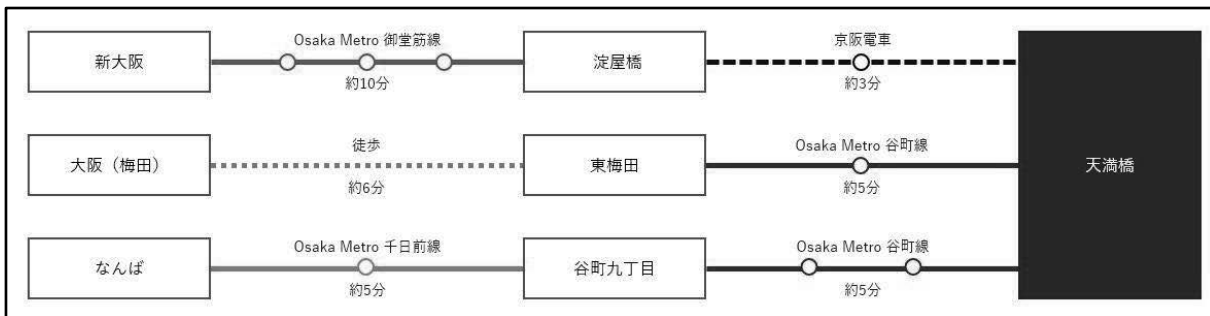 Osaka Metro 御堂筋線
京阪電車
新大阪
淀屋橋
約10分
約3分
徒歩
Osaka Metro 谷町線
大阪（梅田）
東梅田
天満橋
約6分
約5分
Osaka Metro 千日前線
Osaka Metro 谷町線
なんば
谷町九丁目
約5分
約5分